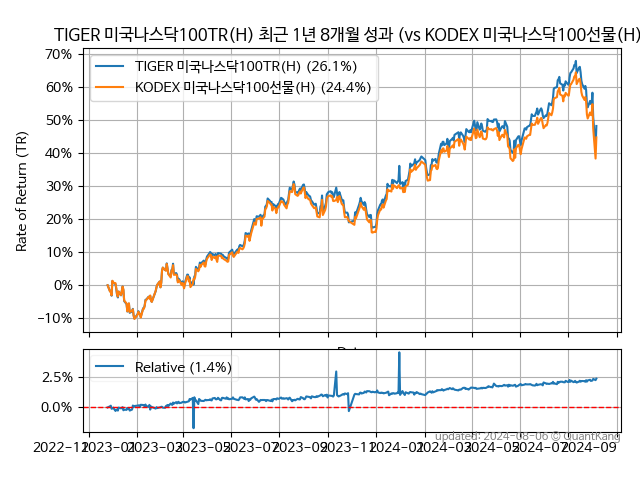 TIGER 미국나스닥100TR(H) 최근 1년 8개월 성과 (vs KODEX 미국나스닥100선물(H)
70%
60%
50%
40%
30%
20%
10%
0%
−10%
Rate of Return (TR)
TIGER 미국나스닥100TR(H) (26.1%)
KODEX 미국나스닥100선물(H) (24.4%)
2.5%
0.0%
Relative (1.4%)
updated: 2024-08-06 © QuantKang
2022-11 2023-01 2023-03 2023-05 2023-07 2023-09 2023-11 2024-01 2024-03 2024-05 2024-07 2024-09